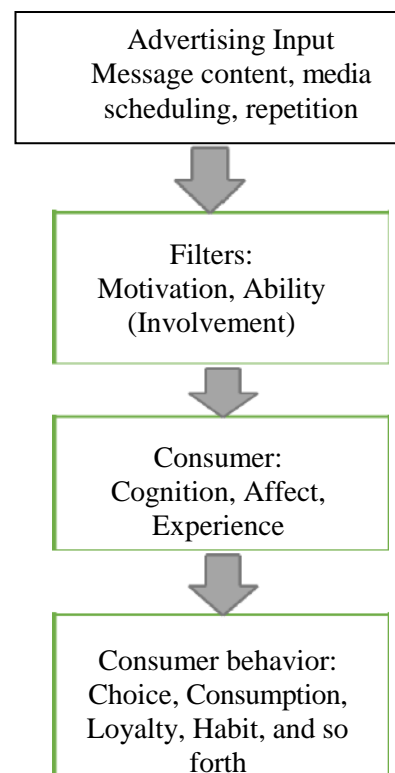 Advertising Input
Message content, media
scheduling, repetition
Filters:
Motivation, Ability
(Involvement)
Consumer:
Cognition, Affect,
Experience
Consumer behavior:
Choice, Consumption,
Loyalty, Habit, and so
forth